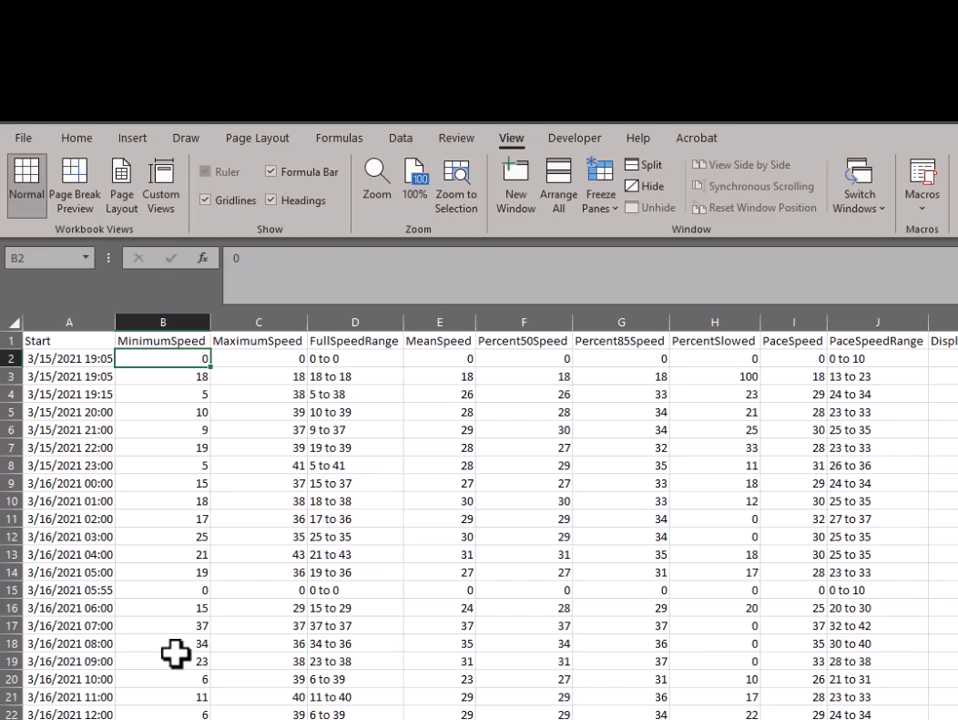 File Home Insert Draw Page Layout Formulas Data Review View Developer Help Acrobat
Normal Page Break Preview Page Layout Custom Views
Ruler Formula Bar
Gridlines Headings
Zoom 100% Zoom to Selection
New Window Arrange All Freeze Panes
Split
Hide
Unhide
View Side by Side
Synchronous Scrolling
Reset Window Position
Switch Windows
Macros
Workbook Views Show Zoom Window Macros
B2 fx 0
A B C D E F G H I J
1 Start MinimumSpeed MaximumSpeed FullSpeedRange MeanSpeed Percent50Speed Percent85Speed PercentSlowed PaceSpeed PaceSpeedRange Displ
2 3/15/2021 19:05 0 0 0 to 0 0 0 0 0 0 0 to 10
3 3/15/2021 19:05 18 18 18 to 18 18 18 18 100 18 13 to 23
4 3/15/2021 19:15 5 38 5 to 38 26 26 33 23 29 24 to 34
5 3/15/2021 20:00 10 39 10 to 39 28 28 34 21 28 23 to 33
6 3/15/2021 21:00 9 37 9 to 37 29 30 34 25 30 25 to 35
7 3/15/2021 22:00 19 39 19 to 39 28 27 32 33 28 23 to 33
8 3/15/2021 23:00 5 41 5 to 41 28 29 35 11 31 26 to 36
9 3/16/2021 00:00 15 37 15 to 37 27 27 33 18 29 24 to 34
10 3/16/2021 01:00 18 38 18 to 38 30 30 33 12 30 25 to 35
11 3/16/2021 02:00 17 36 17 to 36 29 29 34 0 32 27 to 37
12 3/16/2021 03:00 25 35 25 to 35 30 29 34 0 30 25 to 35
13 3/16/2021 04:00 21 43 21 to 43 31 31 35 18 30 25 to 35
14 3/16/2021 05:00 19 36 19 to 36 27 27 31 17 28 23 to 33
15 3/16/2021 05:55 0 0 0 to 0 0 0 0 0 0 0 to 10
16 3/16/2021 06:00 15 29 15 to 29 24 28 29 20 25 20 to 30
17 3/16/2021 07:00 37 37 37 to 37 37 37 37 0 37 32 to 42
18 3/16/2021 08:00 34 36 34 to 36 35 34 36 0 35 30 to 40
19 3/16/2021 09:00 23 38 23 to 38 31 31 37 0 33 28 to 38
20 3/16/2021 10:00 6 39 6 to 39 23 27 31 10 26 21 to 31
21 3/16/2021 11:00 11 40 11 to 40 29 29 36 17 28 23 to 33
22 3/16/2021 12:00 6 39 6 to 39 29 29 34 22 29 24 to 34